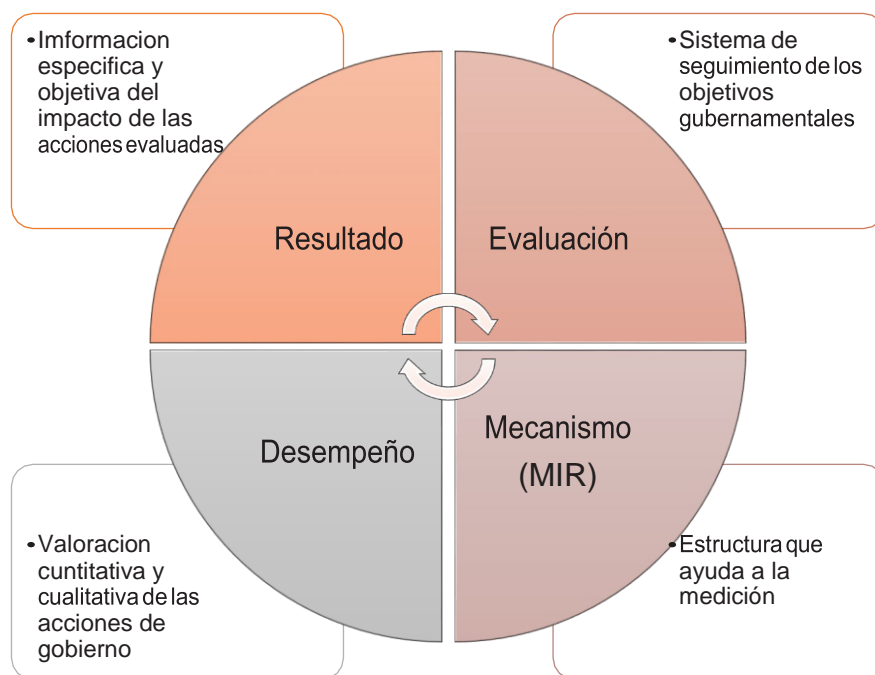 •Imformacion
especifica y
objetiva del
impacto de las
acciones evaluadas
•Sistema de
seguimiento de los
objetivos
gubernamentales
Resultado
Evaluación
Desempeño
Mecanismo
(MIR)
•Valoracion
cuntitativa y
cualitativa de las
acciones de
gobierno
•Estructura que
ayuda a la
medición